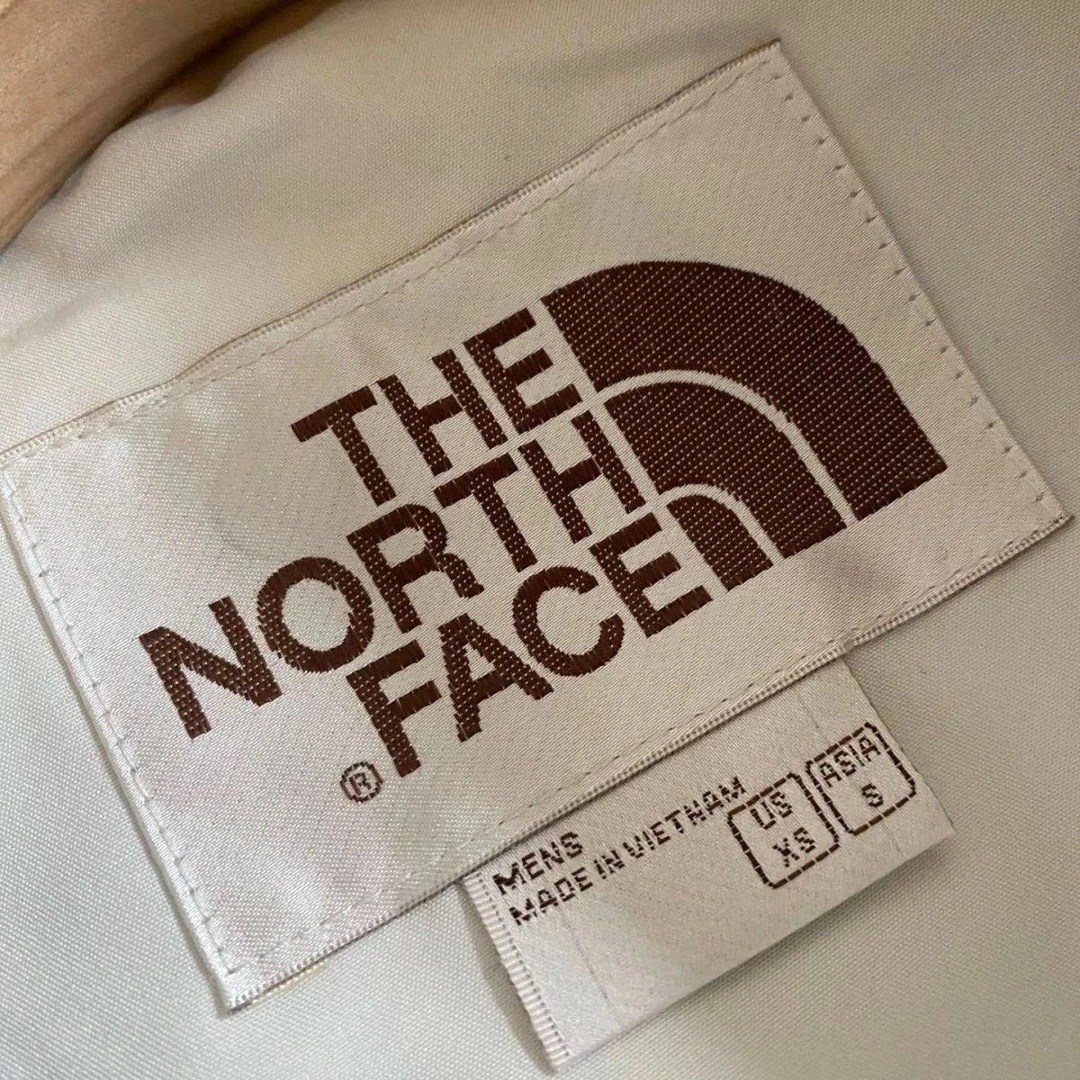 THE
NORTH
FACE
®
MENS
MADE IN VIETNAM
US
XS
ASIA
S